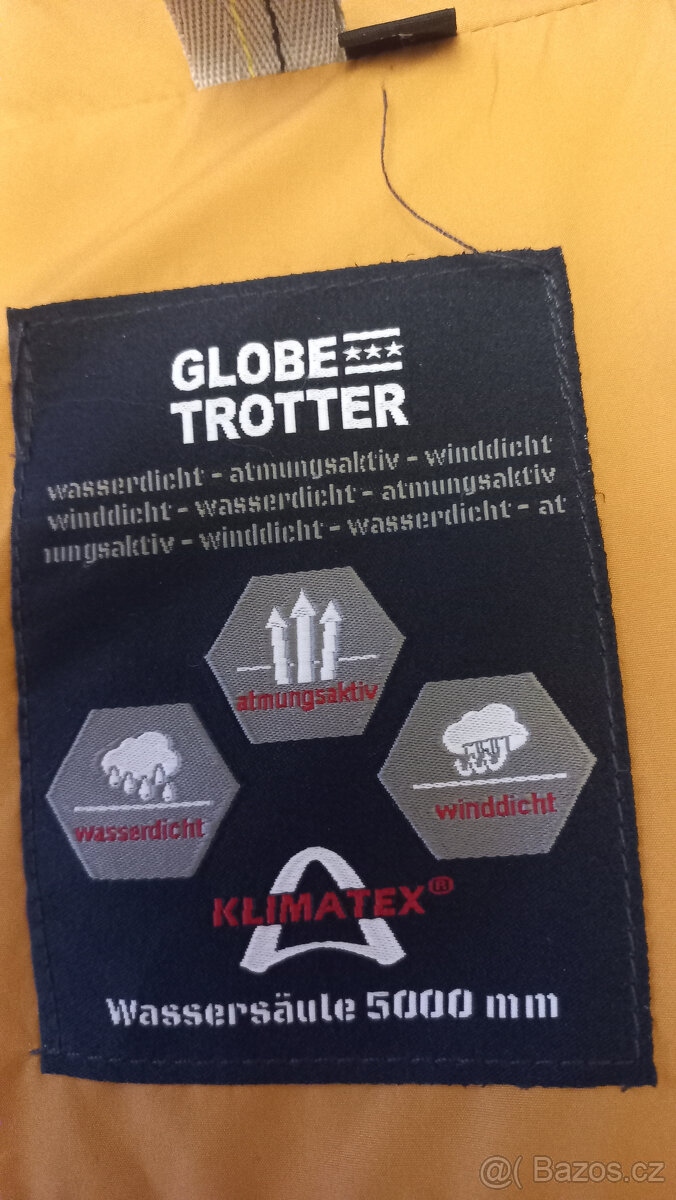 GLOBE
TROTTER
wasserdicht - atmungsaktiv - winddicht
winddicht - wasserdicht - atmungsaktiv
nungsaktiv - winddicht - wasserdicht - at
atmungsaktiv
wasserdicht
winddicht
KLIMATEX®
Wassersäule 5000 mm
@( Bazos.cz